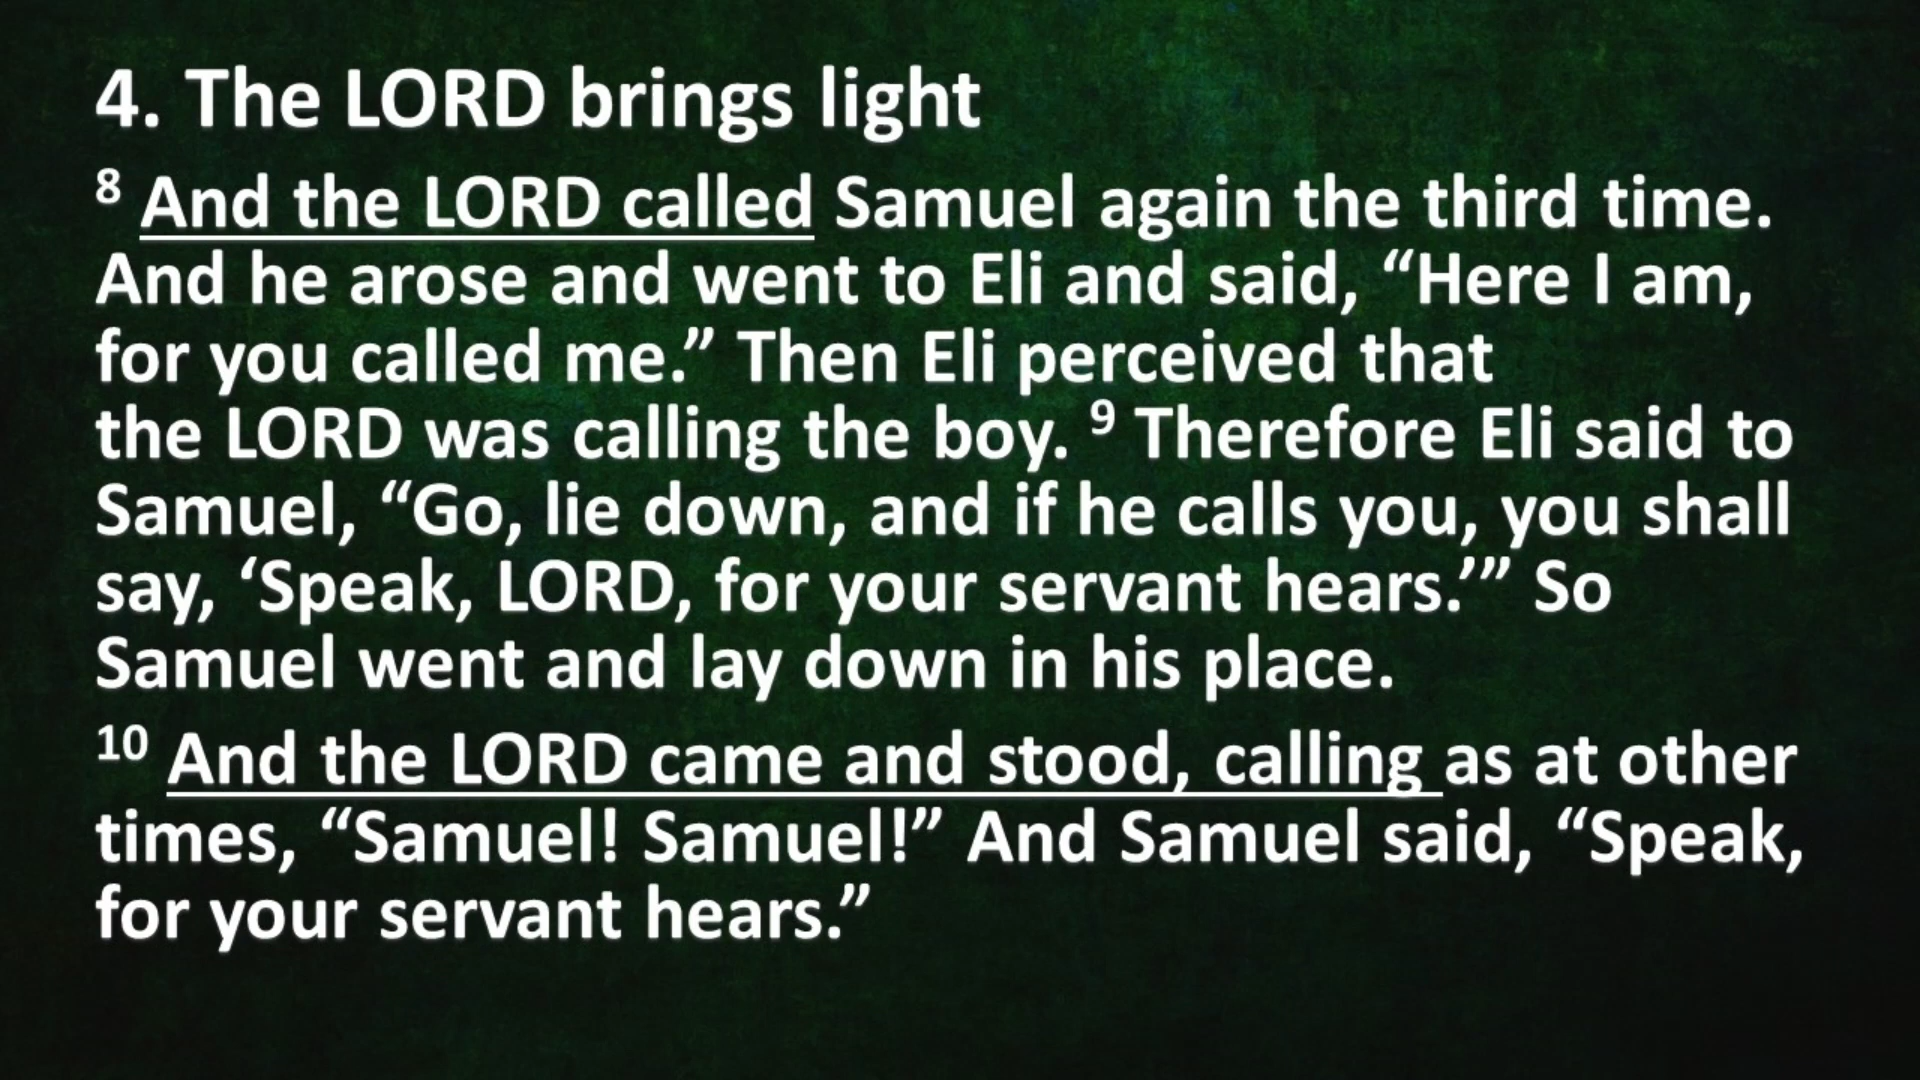 4. The LORD brings light
8 And the LORD called Samuel again the third time.
And he arose and went to Eli and said, “Here I am,
for you called me.” Then Eli perceived that
the LORD was calling the boy. 9 Therefore Eli said to
Samuel, “Go, lie down, and if he calls you, you shall
say, ‘Speak, LORD, for your servant hears.’” So
Samuel went and lay down in his place.
10 And the LORD came and stood, calling as at other
times, “Samuel! Samuel!” And Samuel said, “Speak,
for your servant hears.”